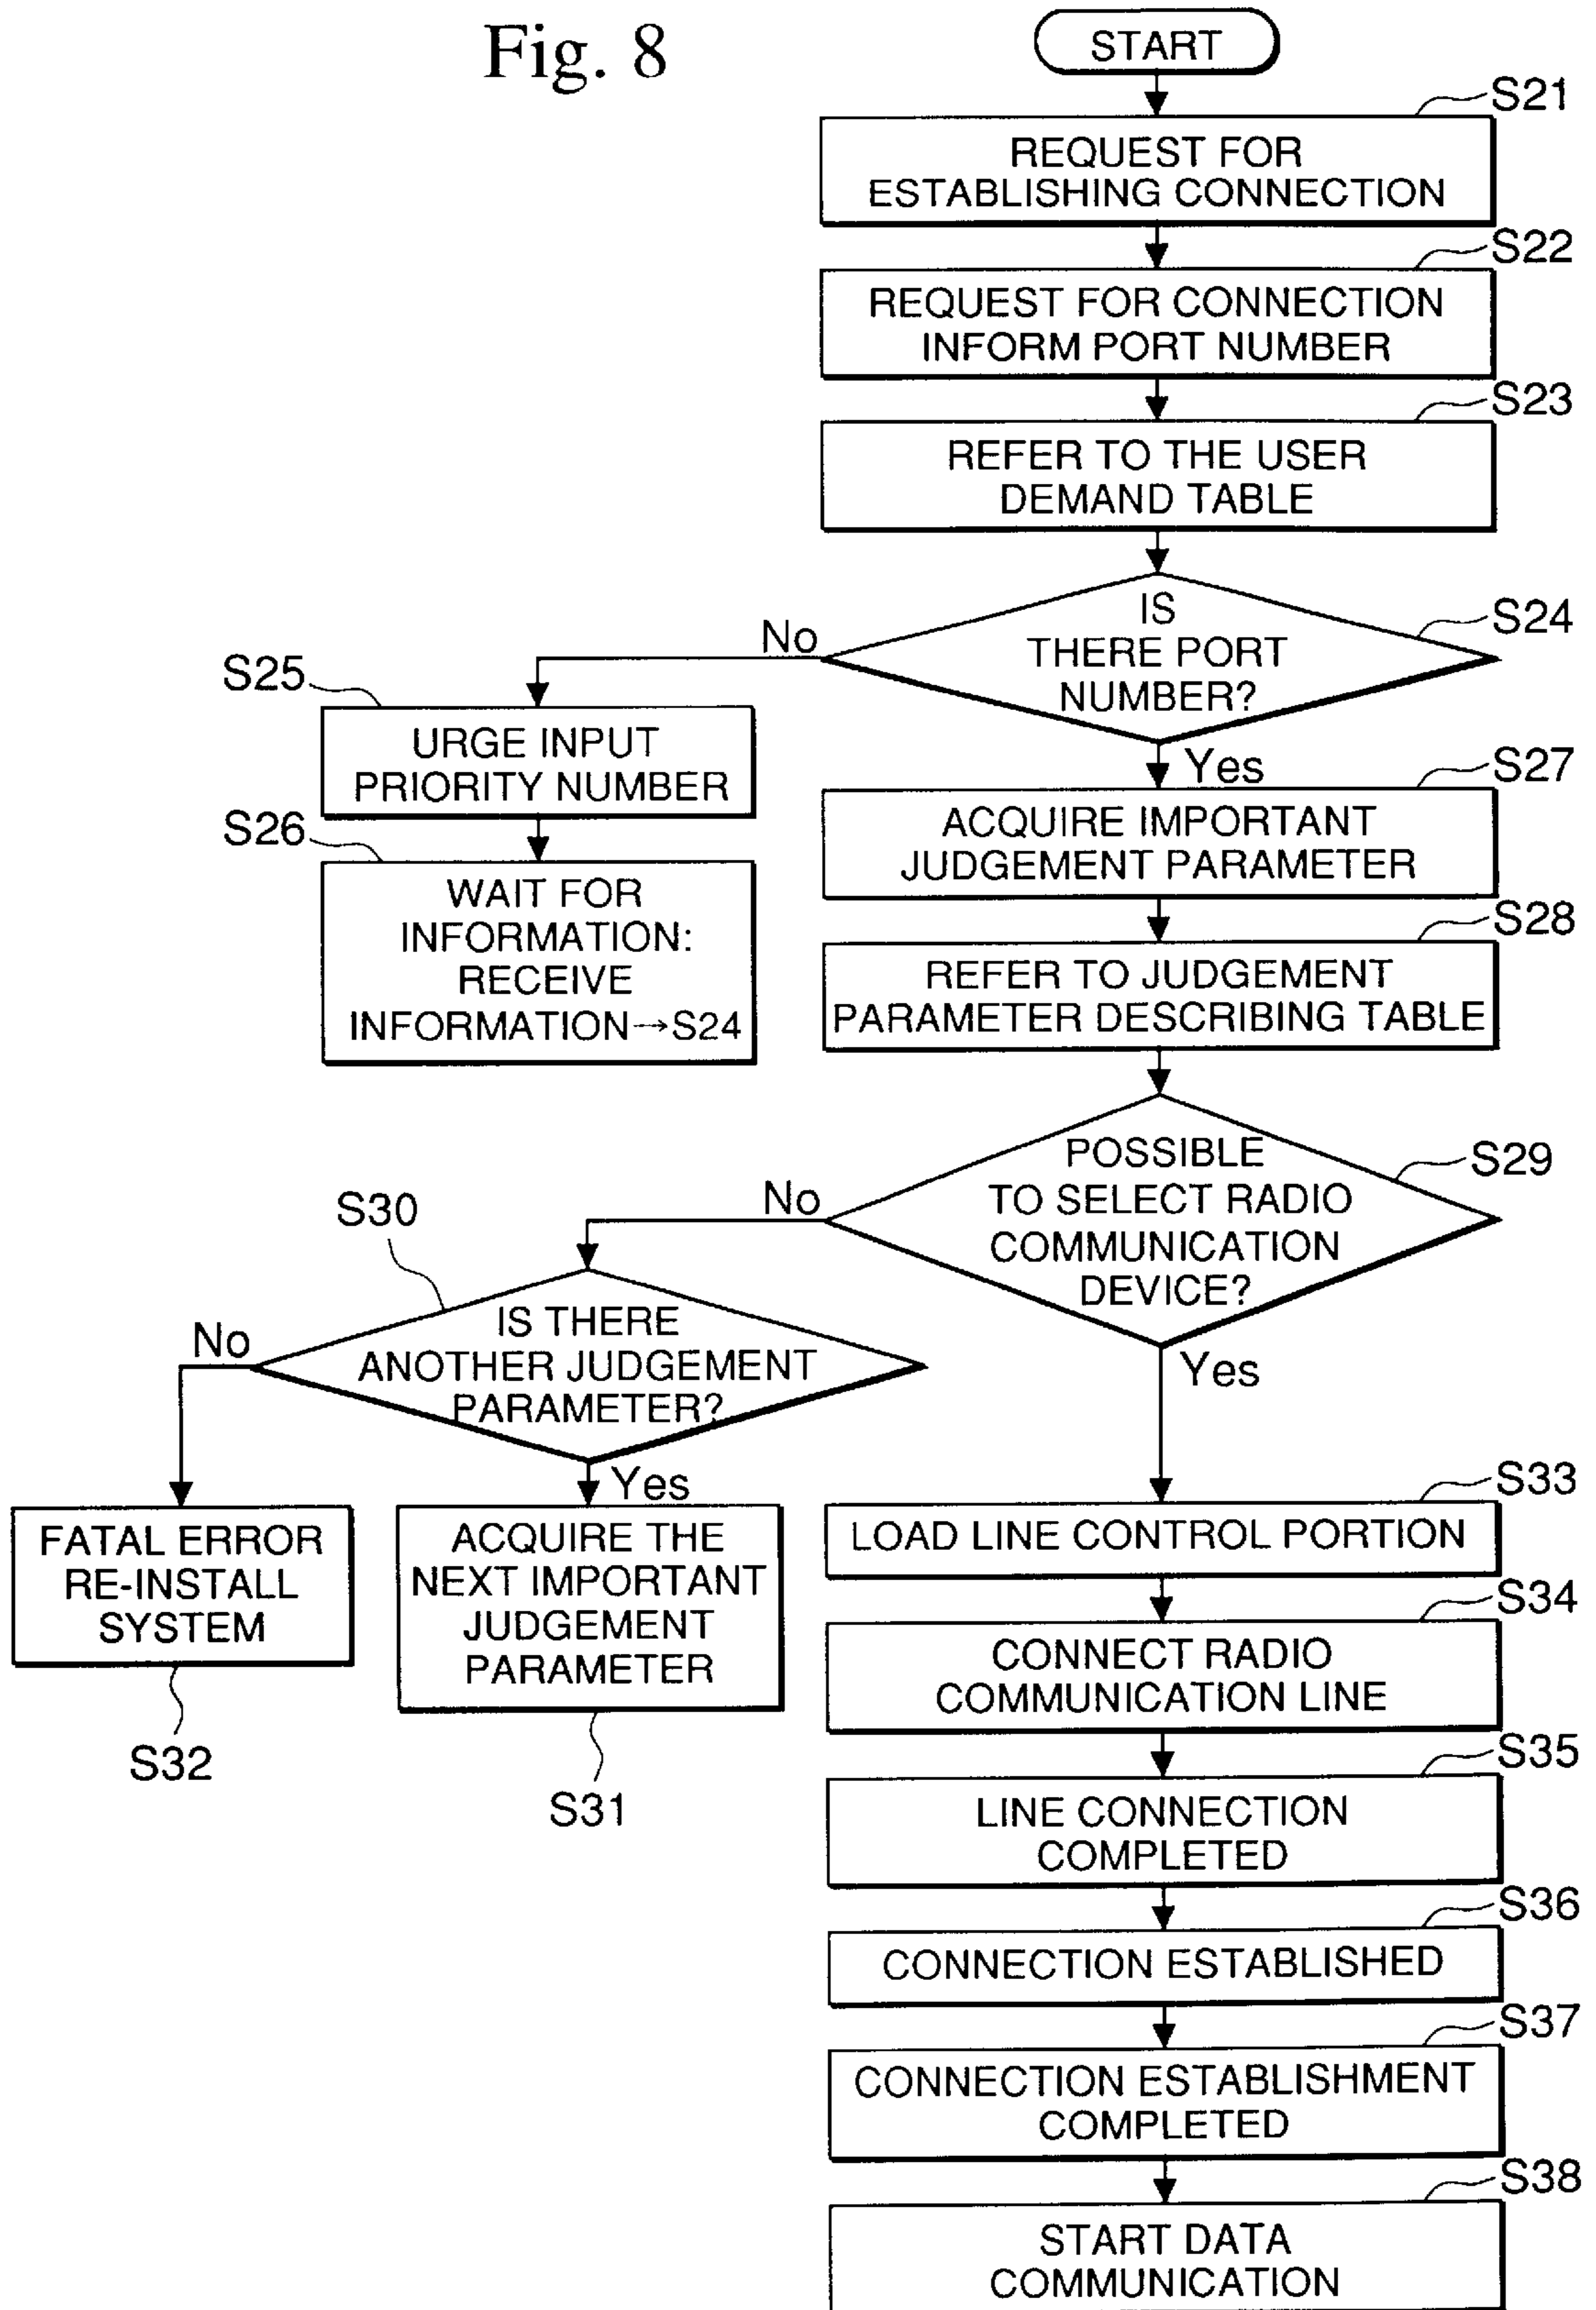 Fig. 8
START
S21
REQUEST FOR
ESTABLISHING CONNECTION
S22
REQUEST FOR CONNECTION
INFORM PORT NUMBER
S23
REFER TO THE USER
DEMAND TABLE
S24
IS
THERE PORT
NUMBER?
No
S25
URGE INPUT
PRIORITY NUMBER
S26
WAIT FOR
INFORMATION:
RECEIVE
INFORMATION→S24
Yes
S27
ACQUIRE IMPORTANT
JUDGEMENT PARAMETER
S28
REFER TO JUDGEMENT
PARAMETER DESCRIBING TABLE
S29
POSSIBLE
TO SELECT RADIO
COMMUNICATION
DEVICE?
No
S30
IS THERE
ANOTHER JUDGEMENT
PARAMETER?
No
FATAL ERROR
RE-INSTALL
SYSTEM
S32
Yes
ACQUIRE THE
NEXT IMPORTANT
JUDGEMENT
PARAMETER
S31
Yes
S33
LOAD LINE CONTROL PORTION
S34
CONNECT RADIO
COMMUNICATION LINE
S35
LINE CONNECTION
COMPLETED
S36
CONNECTION ESTABLISHED
S37
CONNECTION ESTABLISHMENT
COMPLETED
S38
START DATA
COMMUNICATION